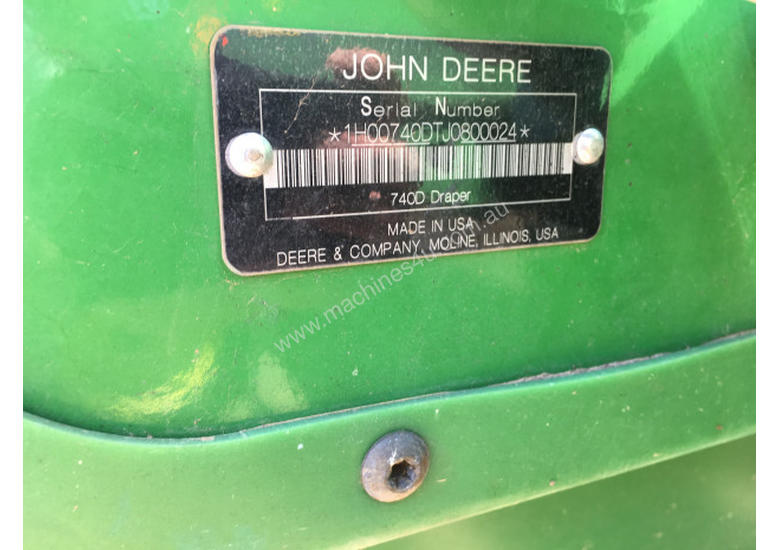 JOHN DEERE
Serial Number
*1H00740DTJ0800024*
740D Draper
MADE IN USA
DEERE & COMPANY, MOLINE, ILLINOIS, USA
www.machines4u.com.au